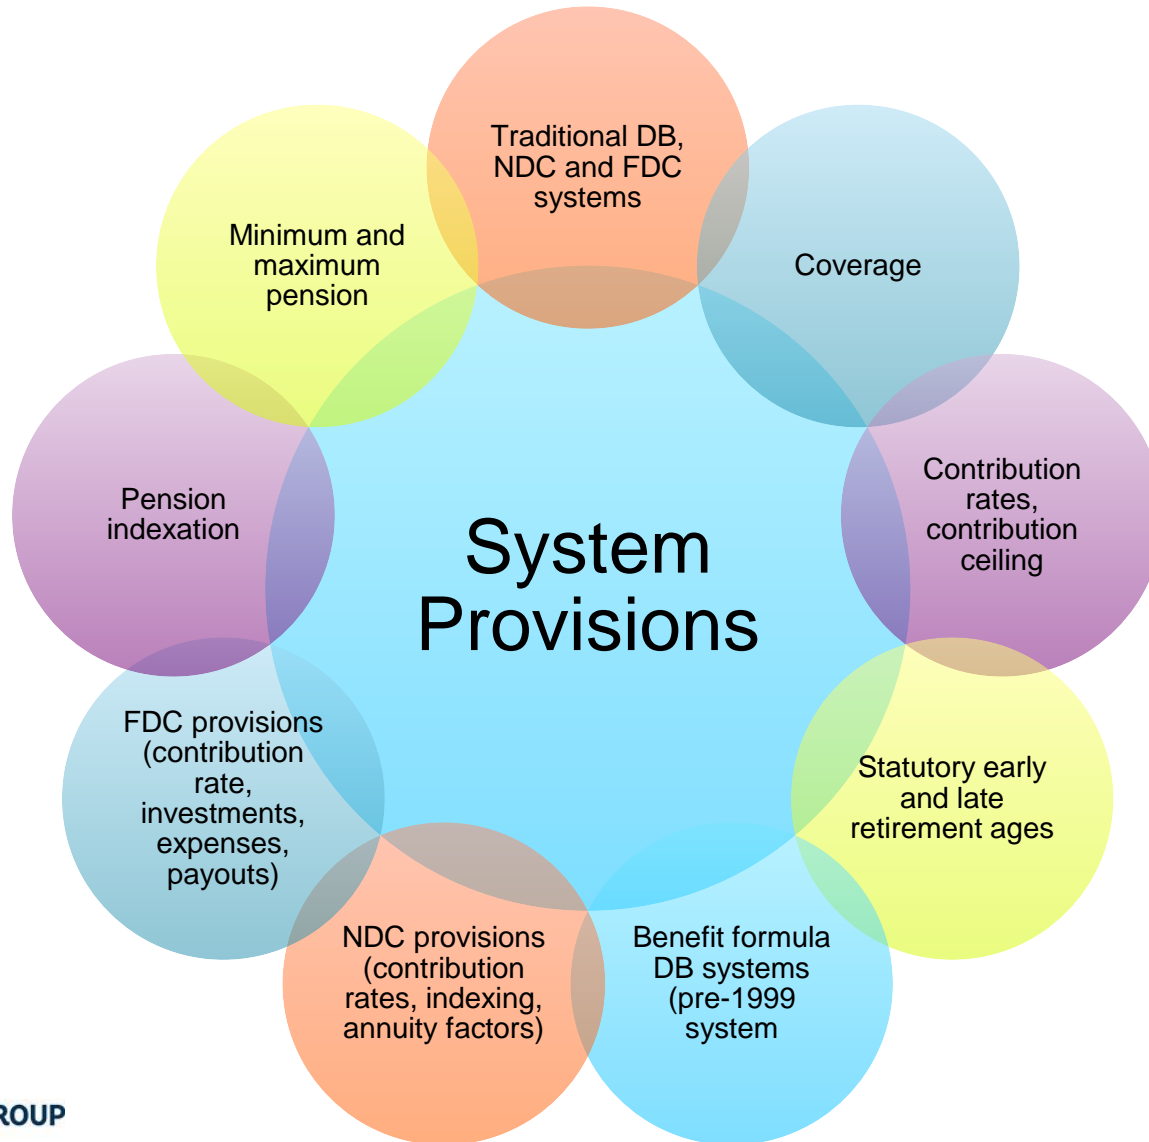 Traditional DB,
NDC and FDC
systems
Coverage
Contribution
rates,
contribution
ceiling
Statutory early
and late
retirement ages
Benefit formula
DB systems
(pre-1999
system
NDC provisions
(contribution
rates, indexing,
annuity factors)
FDC provisions
(contribution
rate,
investments,
expenses,
payouts)
Pension
indexation
Minimum and
maximum
pension
System
Provisions
ROUP